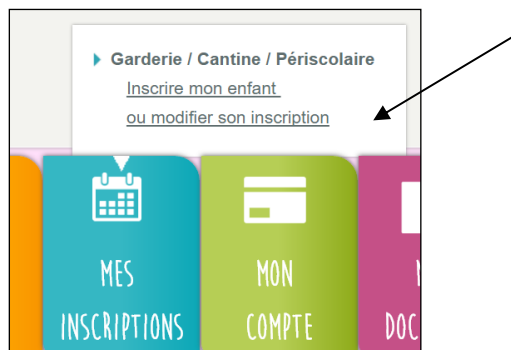 Garderie / Cantine / Périscolaire
Inscrire mon enfant
ou modifier son inscription
MES
INSCRIPTIONS
MON
COMPTE